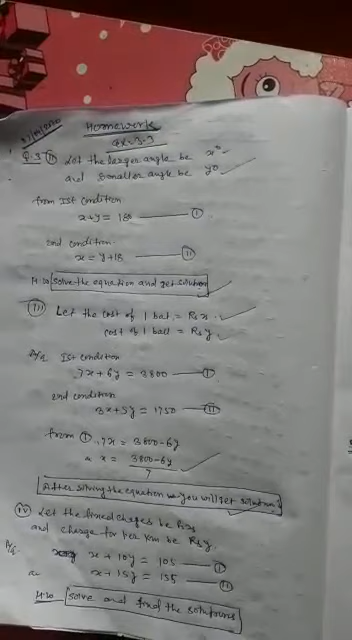 Homework
Ex-3.3
Q.3 (ii) Let the larger angle be x°
and smaller angle be y°
from Ist condition
x+y = 180 (I)
2nd condition
x = y+18 (II)
solve the equation and get solution
(iii) Let the cost of 1 bat = Rs x
cost of 1 ball = Rs y
A/q Ist condition
7x+6y = 3800 (I)
2nd condition
3x+5y = 1750 (II)
from (I), 7x = 3800-6y
x = 3800-6y
7
After solving the equation you will get solution
(iv) Let the fixed charges be Rs x
and charge for per km be Rs y
A/q x+10y = 105 (I)
x+15y = 155 (II)
solve and find the solutions